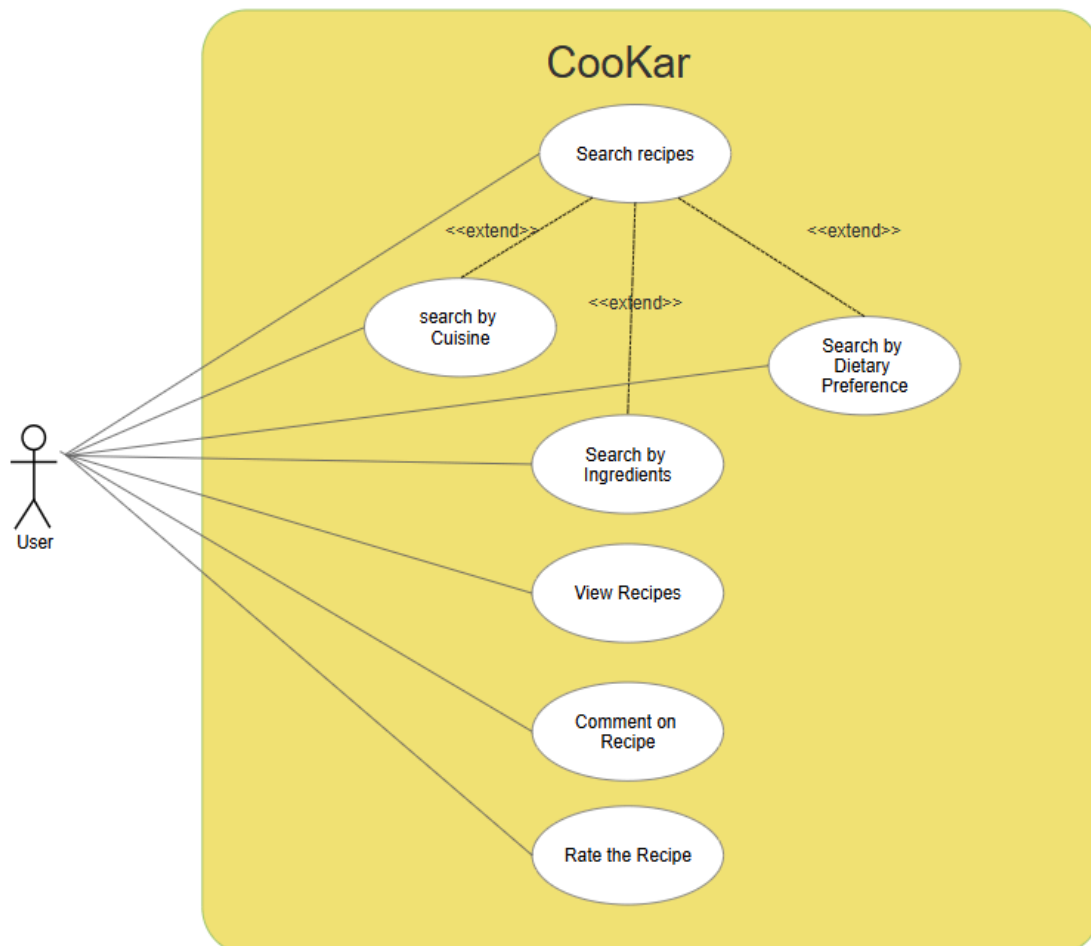 CooKar
Search recipes
<<extend>>
<<extend>>
<<extend>>
search by
Cuisine
Search by
Dietary
Preference
Search by
Ingredients
User
View Recipes
Comment on
Recipe
Rate the Recipe